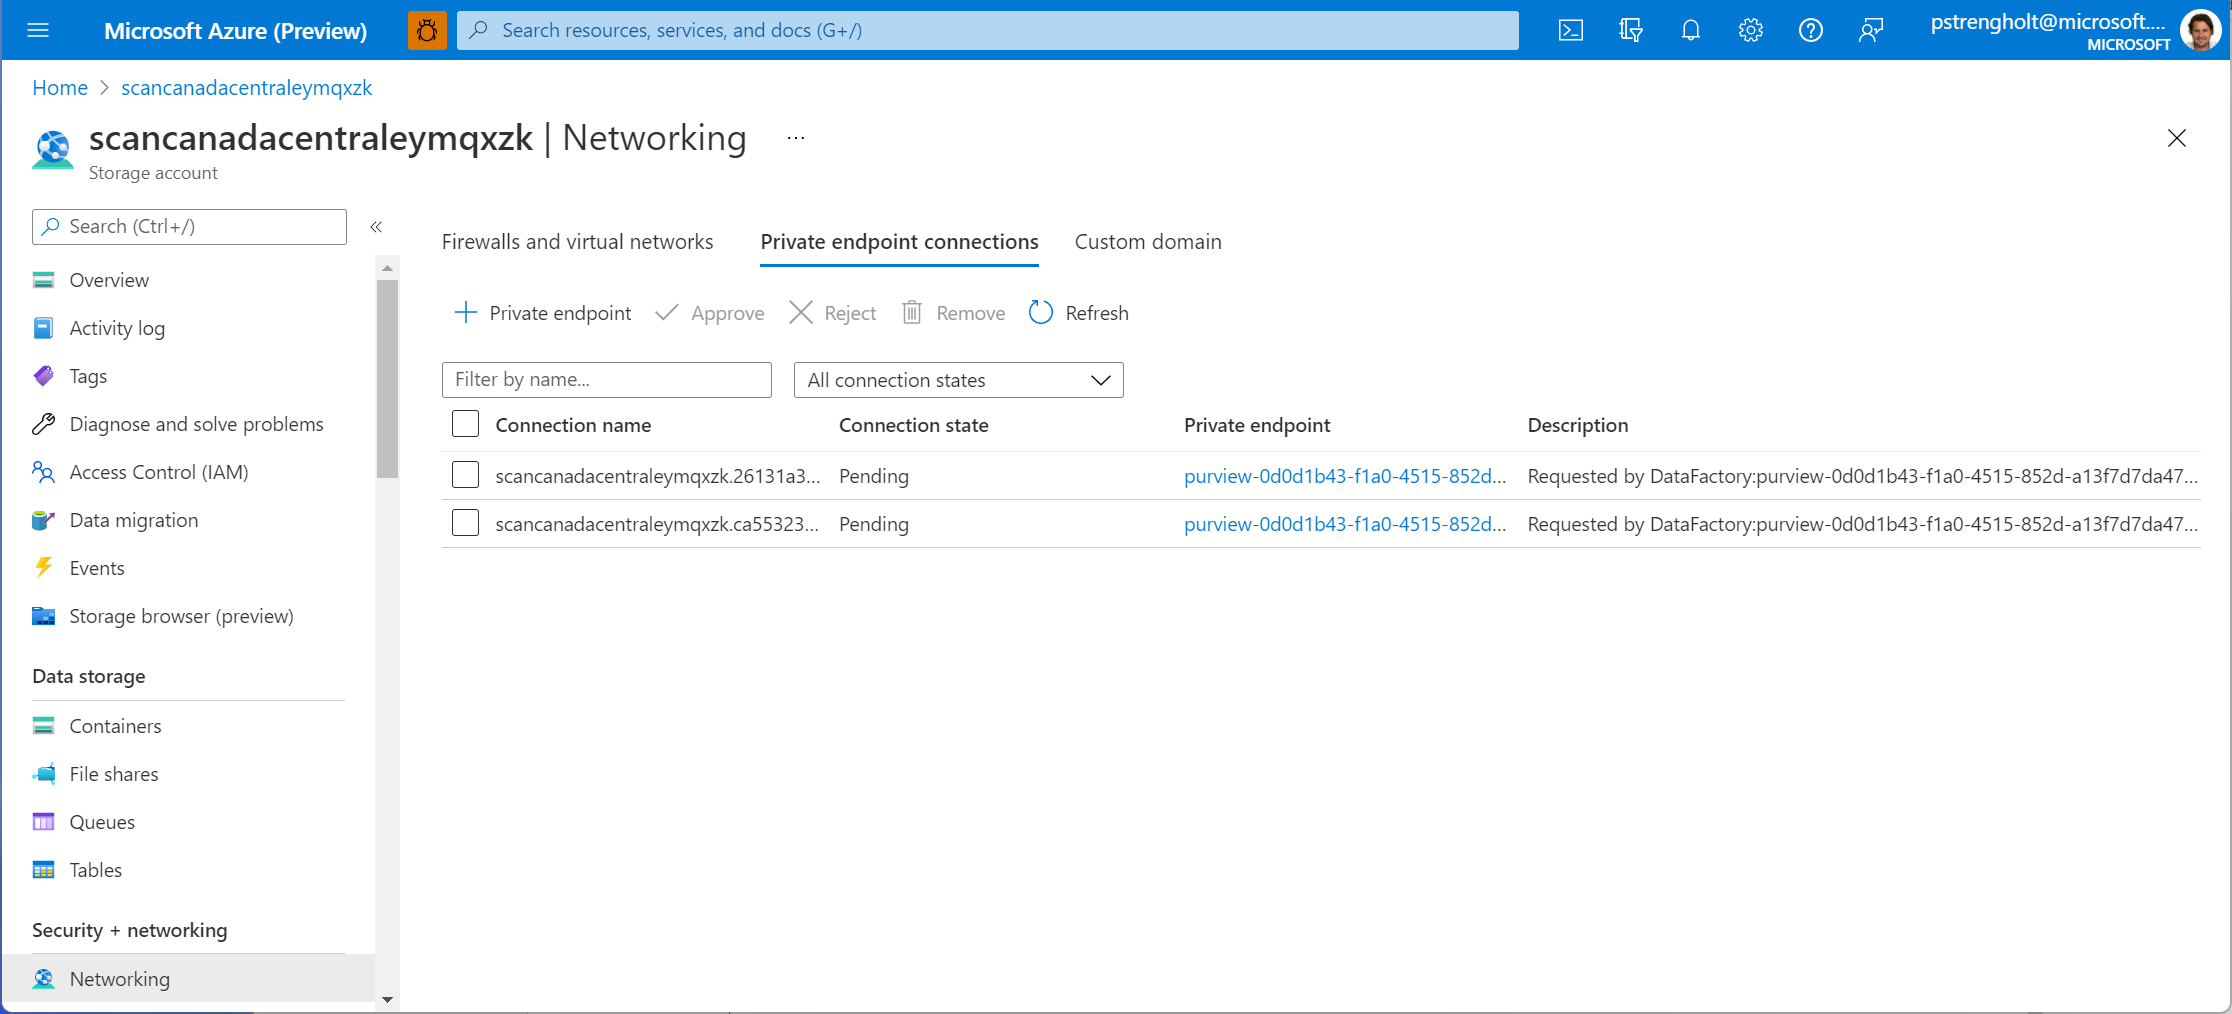 Microsoft Azure (Preview)
Search resources, services, and docs (G+/)
pstrengholt@microsoft....
MICROSOFT
Home > scancanadacentraleymqxzk
scancanadacentraleymqxzk | Networking ...
Storage account
Search (Ctrl+/)
«
Overview
Activity log
Tags
Diagnose and solve problems
Access Control (IAM)
Data migration
Events
Storage browser (preview)
Data storage
Containers
File shares
Queues
Tables
Security + networking
Networking
Firewalls and virtual networks Private endpoint connections Custom domain
Private endpoint Approve Reject Remove Refresh
Filter by name... All connection states
Connection name Connection state Private endpoint Description
scancanadacentraleymqxzk.26131a3... Pending purview-0d0d1b43-f1a0-4515-852d... Requested by DataFactory:purview-0d0d1b43-f1a0-4515-852d-a13f7d7da47...
scancanadacentraleymqxzk.ca55323... Pending purview-0d0d1b43-f1a0-4515-852d... Requested by DataFactory:purview-0d0d1b43-f1a0-4515-852d-a13f7d7da47...